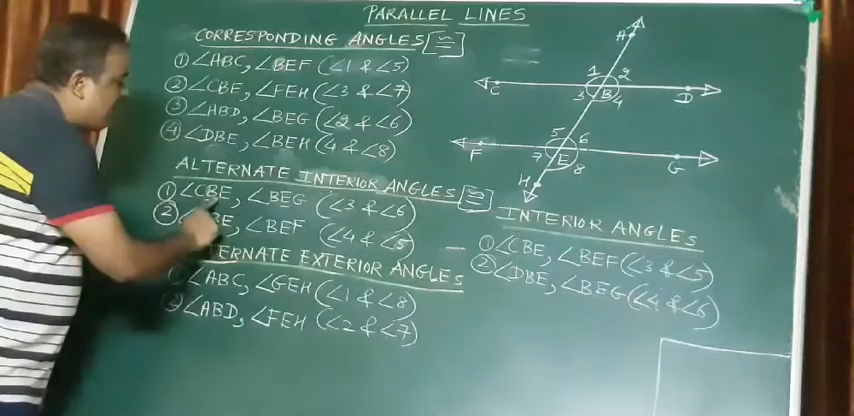 PARALLEL LINES
CORRESPONDING ANGLES [≅]
① ∠ABC, ∠BEF (∠1 & ∠5)
② ∠CBE, ∠FEH (∠3 & ∠7)
③ ∠ABD, ∠BEG (∠2 & ∠6)
④ ∠DBE, ∠BEH (4 & ∠8)
ALTERNATE INTERIOR ANGLES [≅]
① ∠CBE, ∠BEG (∠3 & ∠6)
② BE, ∠BEF (∠4 & ∠5)
EXTERIOR ANGLES
① ∠ABC, ∠GEH (∠1 & ∠8)
② ∠ABD, ∠FEH (∠2 & ∠7)
A
1 2
C 3 B 4 D
5 6
F 7 E 8 G
H
INTERIOR ANGLES
① ∠CBE, ∠BEF (∠3 & ∠5)
② ∠DBE, ∠BEG (∠4 & ∠6)